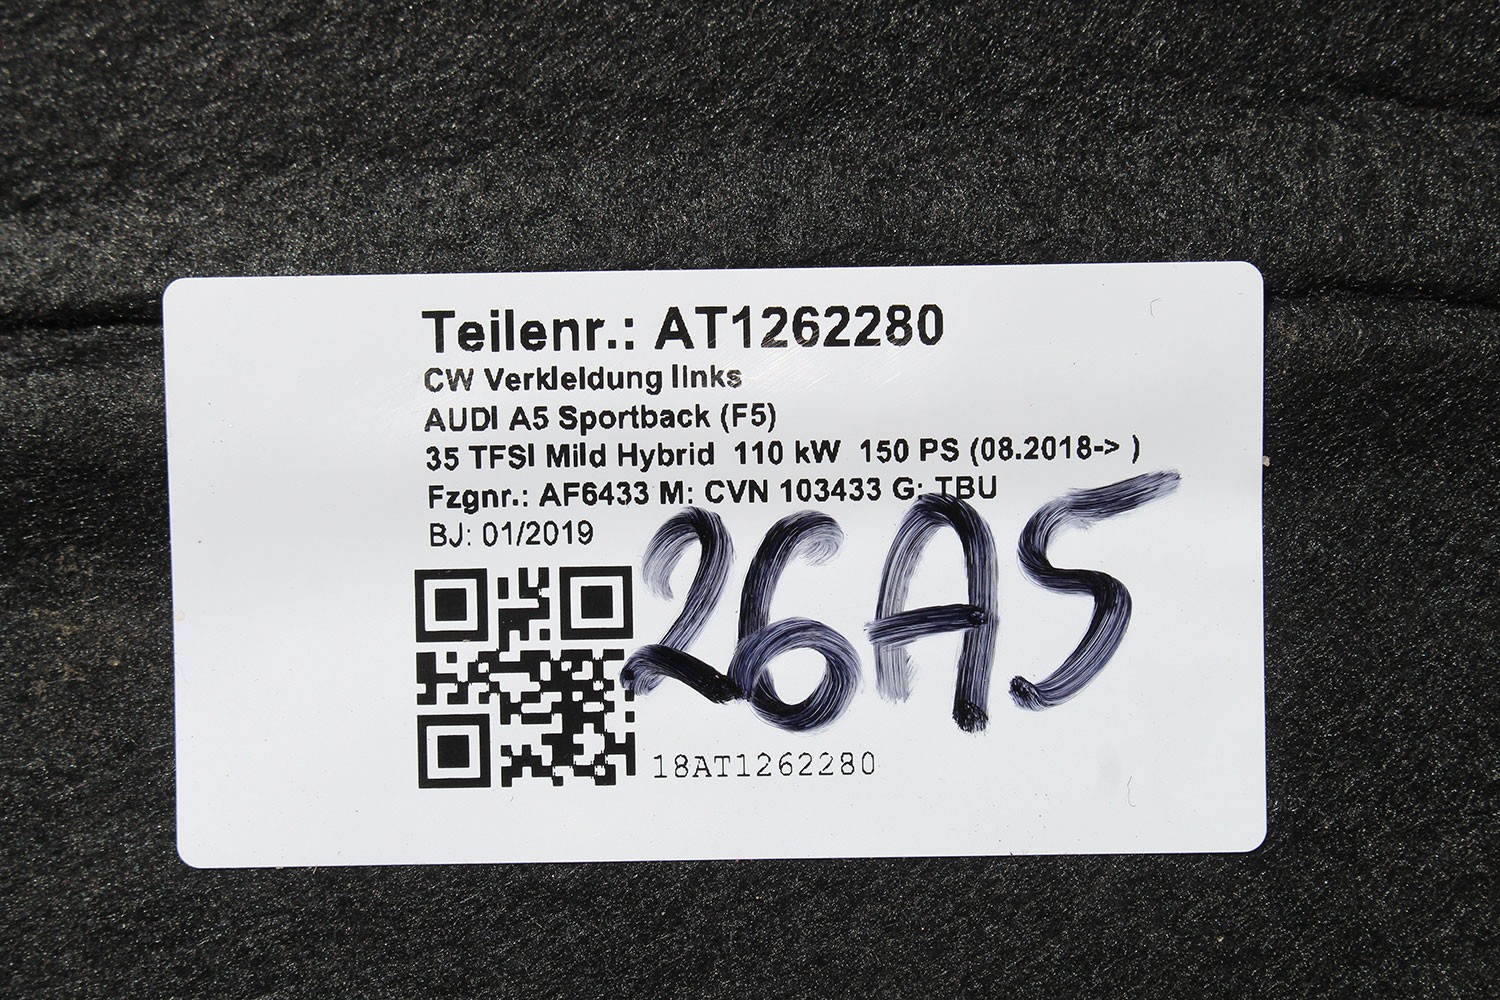 Teilenr.: AT1262280
CW Verkleidung links
AUDI A5 Sportback (F5)
35 TFSI Mild Hybrid 110 kW 150 PS (08.2018-> )
Fzgnr.: AF6433 M: CVN 103433 G: TBU
BJ: 01/2019
26A5
18AT1262280